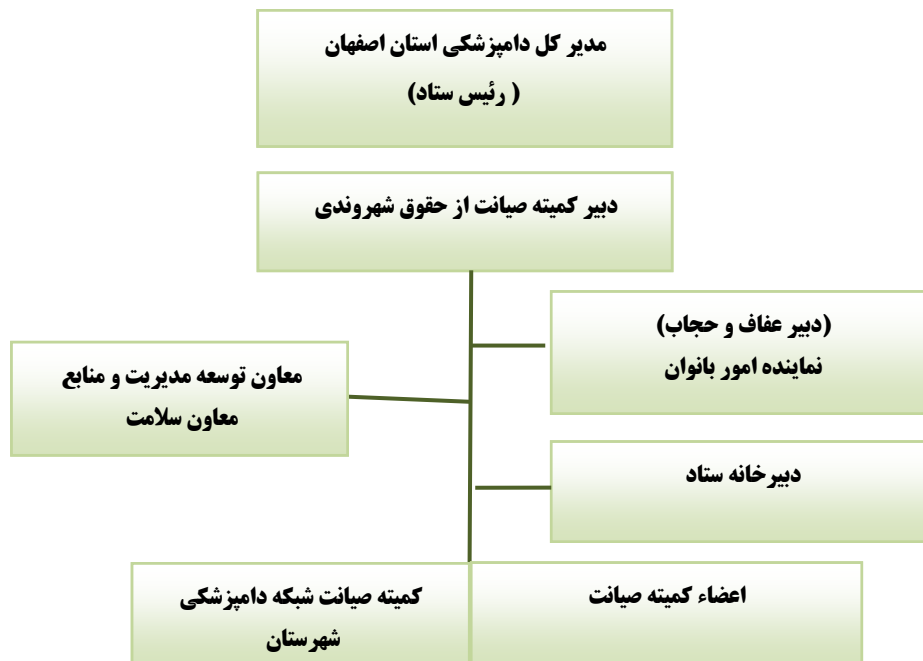 مدیر کل دامپزشکی استان اصفهان
( رئیس ستاد)
دبیر کمیته صیانت از حقوق شهروندی
(دبیر عفاف و حجاب)
نماینده امور بانوان
معاون توسعه مدیریت و منابع
معاون سلامت
دبیرخانه ستاد
اعضاء کمیته صیانت
کمیته صیانت شبکه دامپزشکی
شهرستان